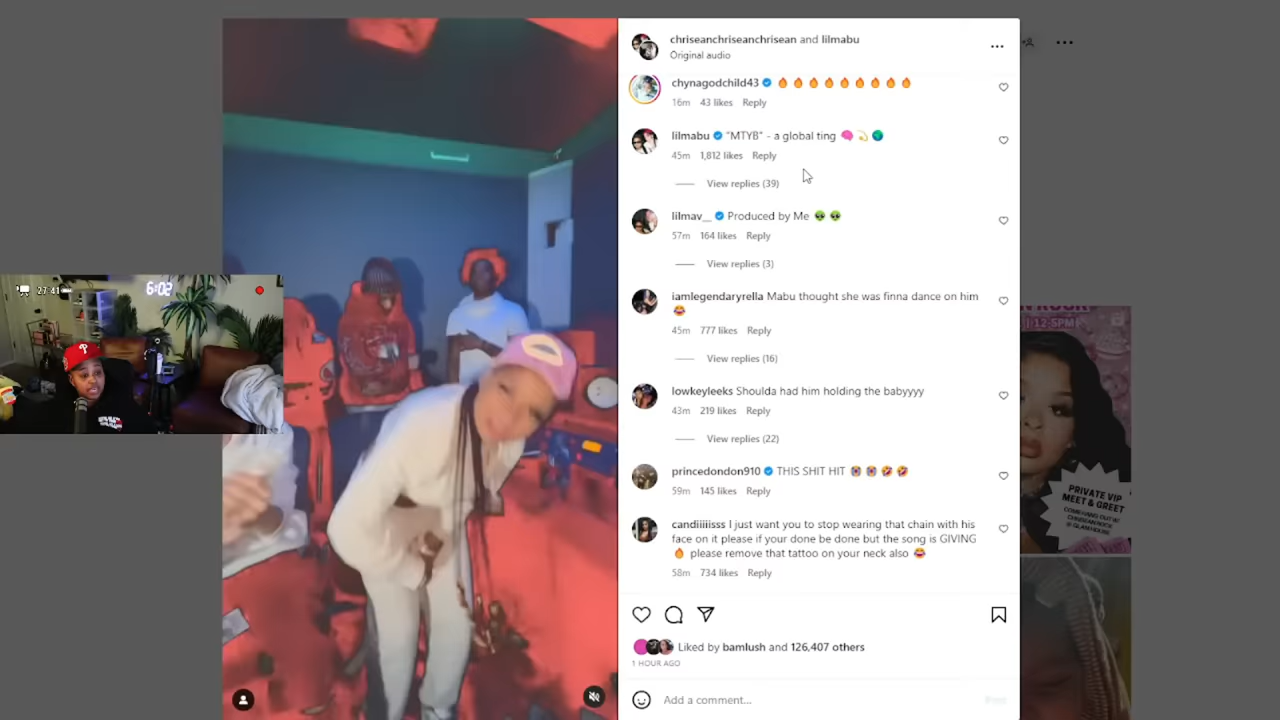 chriseanchriseanchrisean and lilmabu
Original audio
chynagodchild43 🔥🔥🔥🔥🔥🔥🔥🔥🔥
16m 43 likes Reply
lilmabu "MTYB" - a global ting 🧠💫🌎
45m 1,812 likes Reply
View replies (39)
lilmav__ Produced by Me 👽👽
57m 164 likes Reply
View replies (3)
iamlegendaryrella Mabu thought she was finna dance on him
😂
45m 777 likes Reply
View replies (16)
lowkeyleeks Shoulda had him holding the babyyyy
43m 219 likes Reply
View replies (22)
princedondon910 THIS SHIT HIT 😭😭🤣🤣
59m 145 likes Reply
candiiiiisss I just want you to stop wearing that chain with his
face on it please if your done be done but the song is GIVING
🔥 please remove that tattoo on your neck also 😂
58m 734 likes Reply
Liked by bamlush and 126,407 others
1 HOUR AGO
Add a comment...
Post
27:41
6:02
P
12-5PM
PRIVATE VIP
MEET & GREET